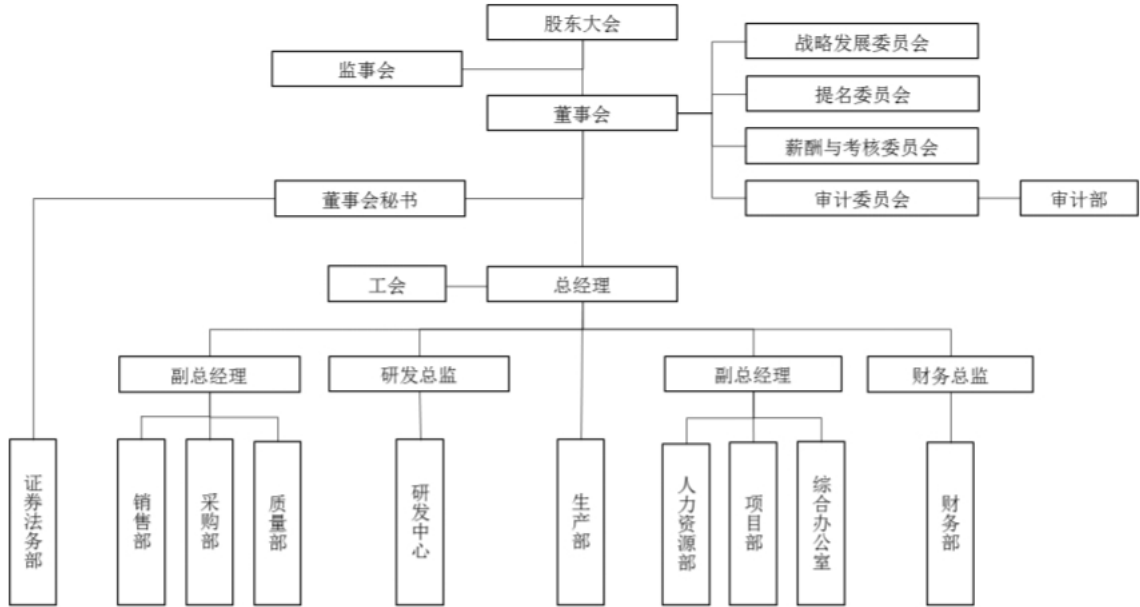 股东大会
监事会
董事会
战略发展委员会
提名委员会
薪酬与考核委员会
审计委员会
审计部
董事会秘书
工会
总经理
副总经理
研发总监
副总经理
财务总监
证券法务部
销售部
采购部
质量部
研发中心
生产部
人力资源部
项目部
综合办公室
财务部